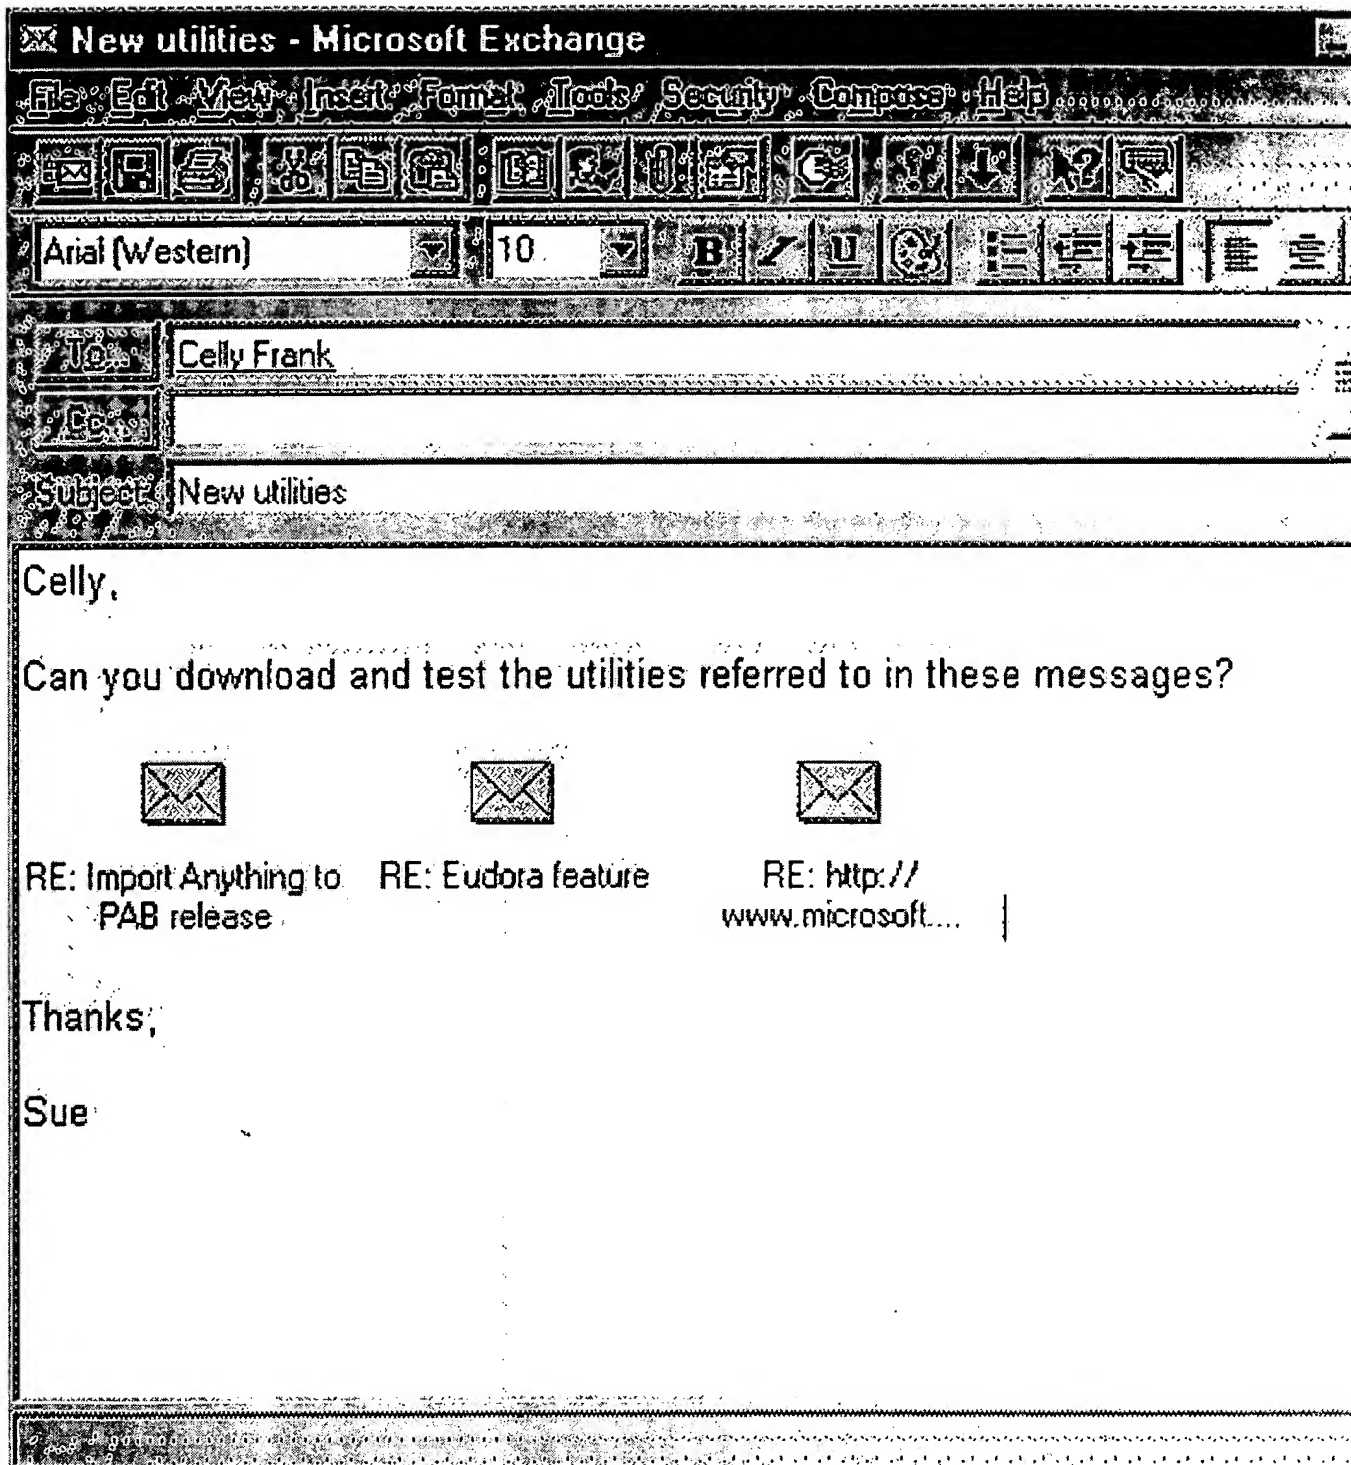 New utilities - Microsoft Exchange
File Edit View Insert Format Tools Security Compose Help
Arial (Western) 10 B I U
To... Celly Frank
Cc...
Subject: New utilities
Celly,
Can you download and test the utilities referred to in these messages?
RE: Import Anything to PAB release
RE: Eudora feature
RE: http://www.microsoft....
Thanks,
Sue